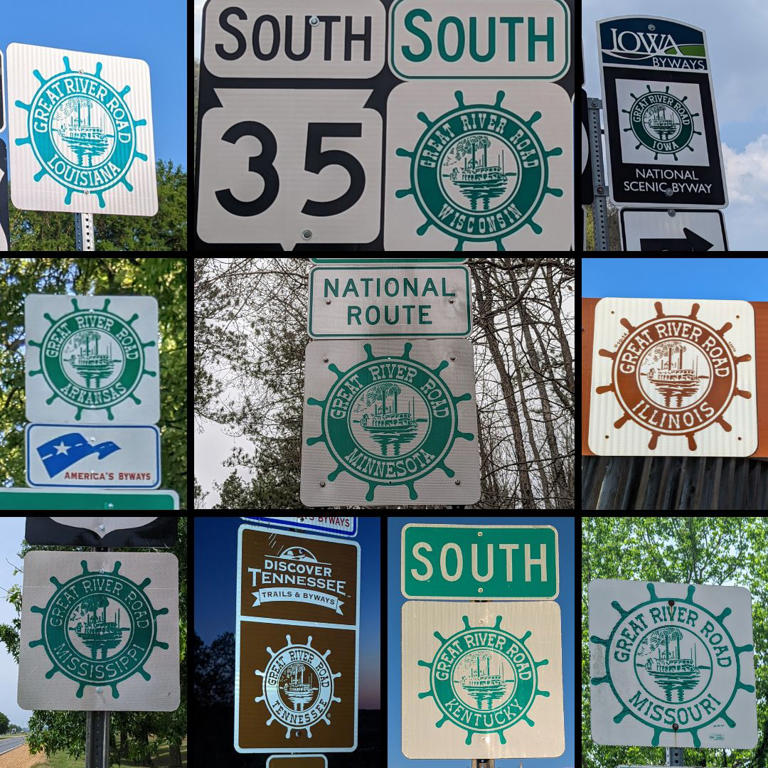 GREAT RIVER ROAD
LOUISIANA
SOUTH
35
SOUTH
GREAT RIVER ROAD
WISCONSIN
IOWA
BYWAYS
GREAT RIVER ROAD
IOWA
NATIONAL
SCENIC BYWAY
GREAT RIVER ROAD
ARKANSAS
AMERICA'S BYWAYS
NATIONAL
ROUTE
GREAT RIVER ROAD
MINNESOTA
GREAT RIVER ROAD
ILLINOIS
GREAT RIVER ROAD
MISSISSIPPI
BYWAYS
DISCOVER
TENNESSEE
TRAILS & BYWAYS
GREAT RIVER ROAD
TENNESSEE
SOUTH
GREAT RIVER ROAD
KENTUCKY
GREAT RIVER ROAD
MISSOURI